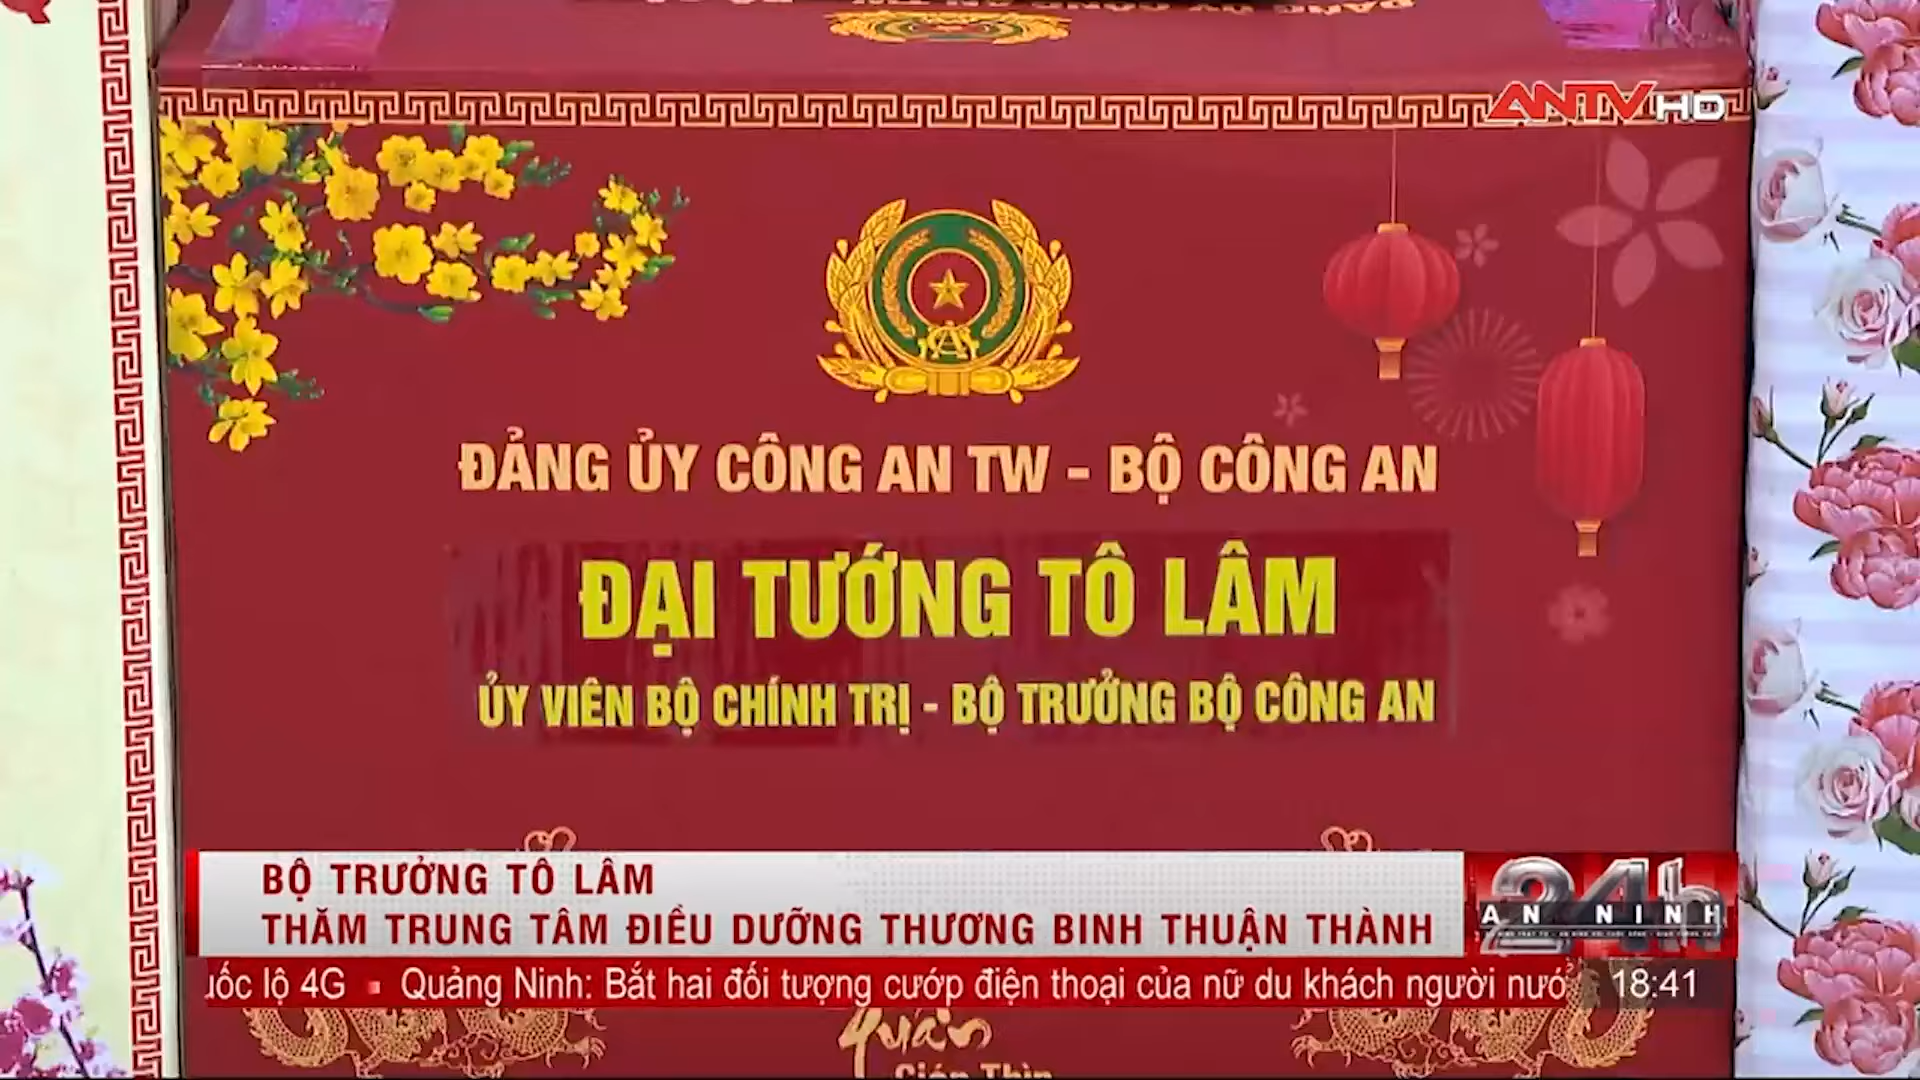 ANTV HD
ĐẢNG ỦY CÔNG AN TW - BỘ CÔNG AN
ĐẠI TƯỚNG TÔ LÂM
ỦY VIÊN BỘ CHÍNH TRỊ - BỘ TRƯỞNG BỘ CÔNG AN
BỘ TRƯỞNG TÔ LÂM
THĂM TRUNG TÂM ĐIỀU DƯỠNG THƯƠNG BINH THUẬN THÀNH
24h
AN NINH
lộ 4G ▪ Quảng Ninh: Bắt hai đối tượng cướp điện thoại của nữ du khách người
18:41
Xuân
Giáp Thìn